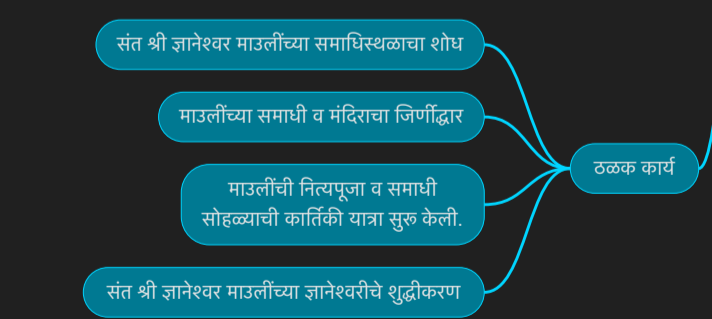 संत श्री ज्ञानेश्वर माउलींच्या समाधिस्थळाचा शोध
माउलींच्या समाधी व मंदिराचा जिर्णीद्धार
ठळक कार्य
माउलींची नित्यपूजा व समाधी
सोहळ्याची कार्तिकी यात्रा सुरू केली.
संत श्री ज्ञानेश्वर माउलींच्या ज्ञानेश्वरीचे शुद्धीकरण